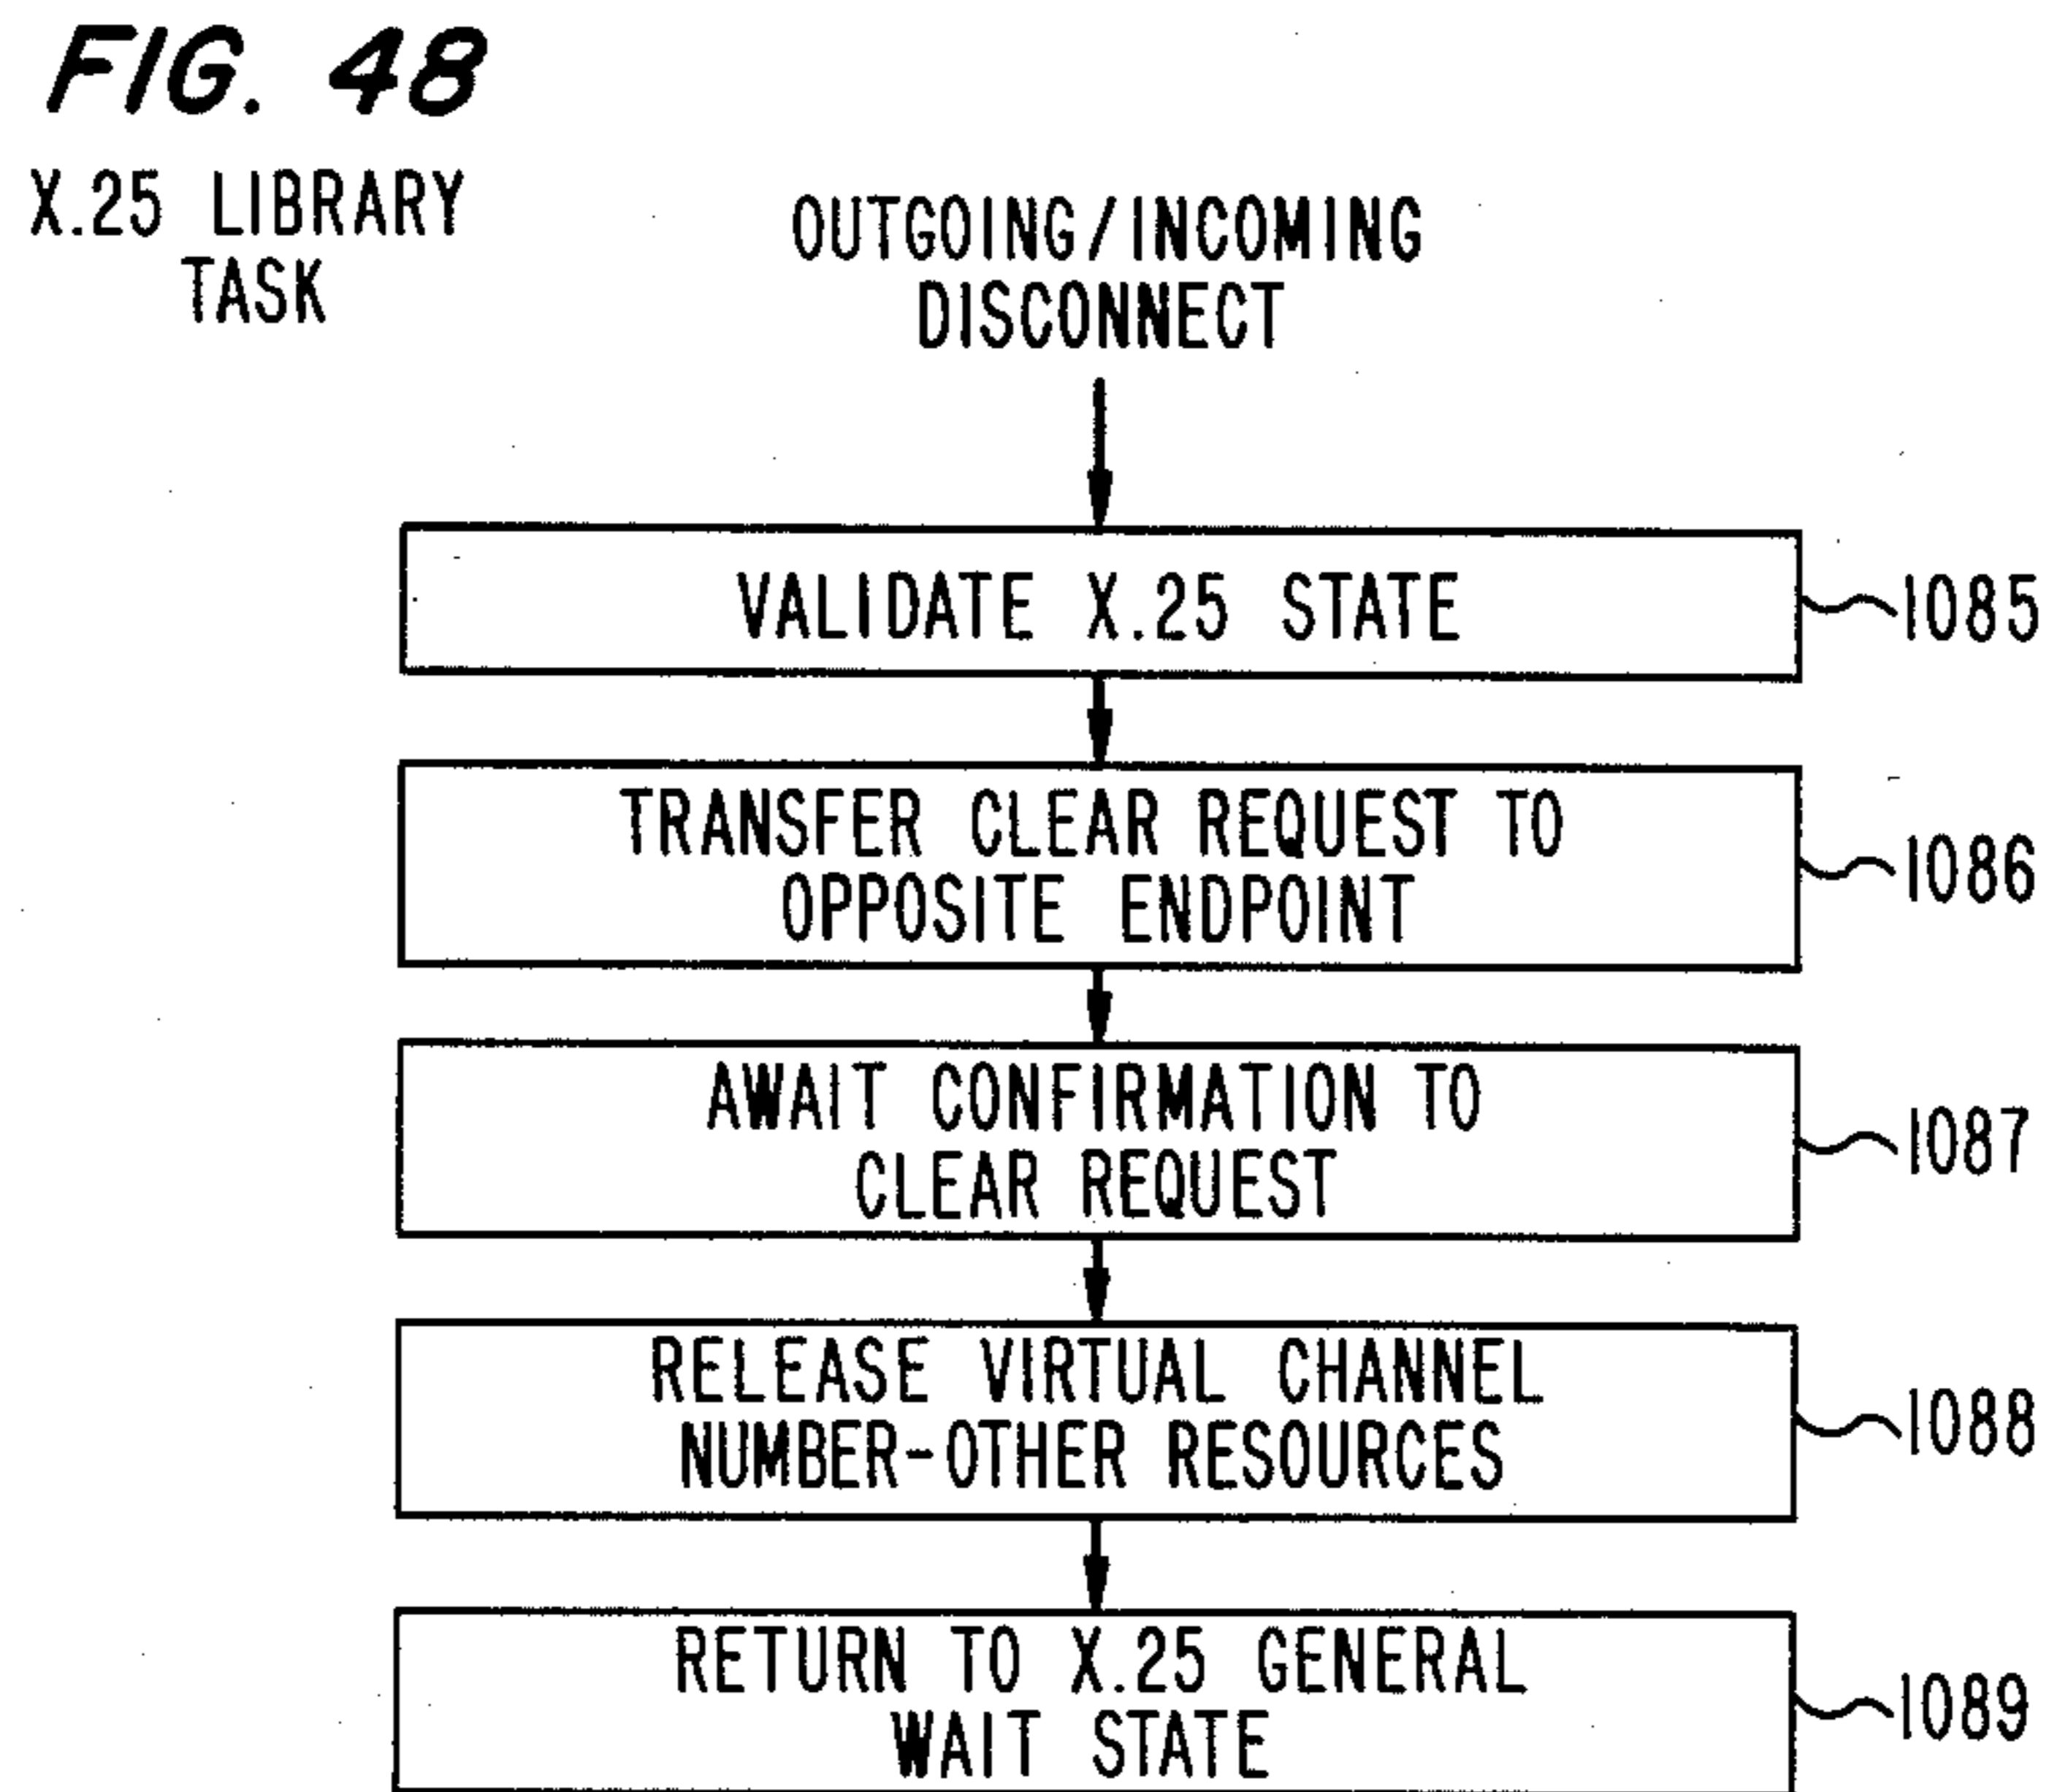 FIG. 48
X.25 LIBRARY
TASK
OUTGOING/INCOMING
DISCONNECT
VALIDATE X.25 STATE
1085
TRANSFER CLEAR REQUEST TO
OPPOSITE ENDPOINT
1086
AWAIT CONFIRMATION TO
CLEAR REQUEST
1087
RELEASE VIRTUAL CHANNEL
NUMBER-OTHER RESOURCES
1088
RETURN TO X.25 GENERAL
WAIT STATE
1089